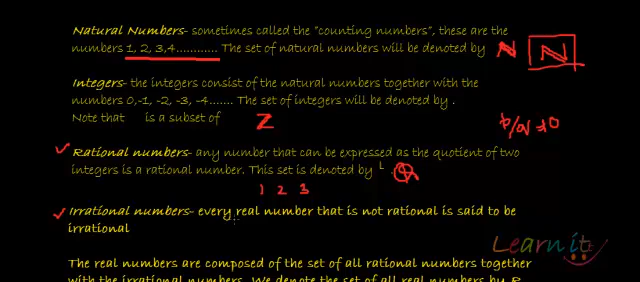 Natural Numbers- sometimes called the "counting numbers", these are the
numbers 1, 2, 3,4............ The set of natural numbers will be denoted by ℕ ℕ
Integers- the integers consist of the natural numbers together with the
numbers 0,-1, -2, -3, -4....... The set of integers will be denoted by .
Note that is a subset of Z
p/q
Rational numbers- any number that can be expressed as the quotient of two
integers is a rational number. This set is denoted by . Q
1 2 3
Irrational numbers- every real number that is not rational is said to be
irrational
Learn it
The real numbers are composed of the set of all rational numbers together
with the irrational numbers. We denote the set of all real numbers by R